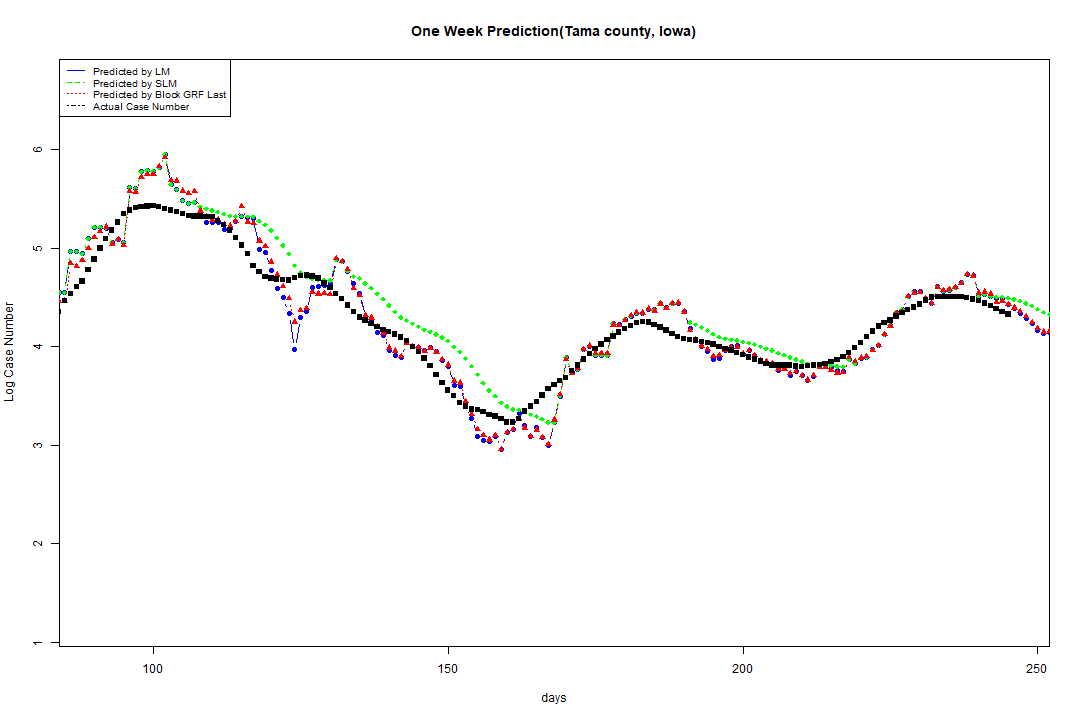 One Week Prediction(Tama county, Iowa)
Predicted by LM
Predicted by SLM
Predicted by Block GRF Last
Actual Case Number
Log Case Number
6
5
4
3
2
1
100
150
200
250
days